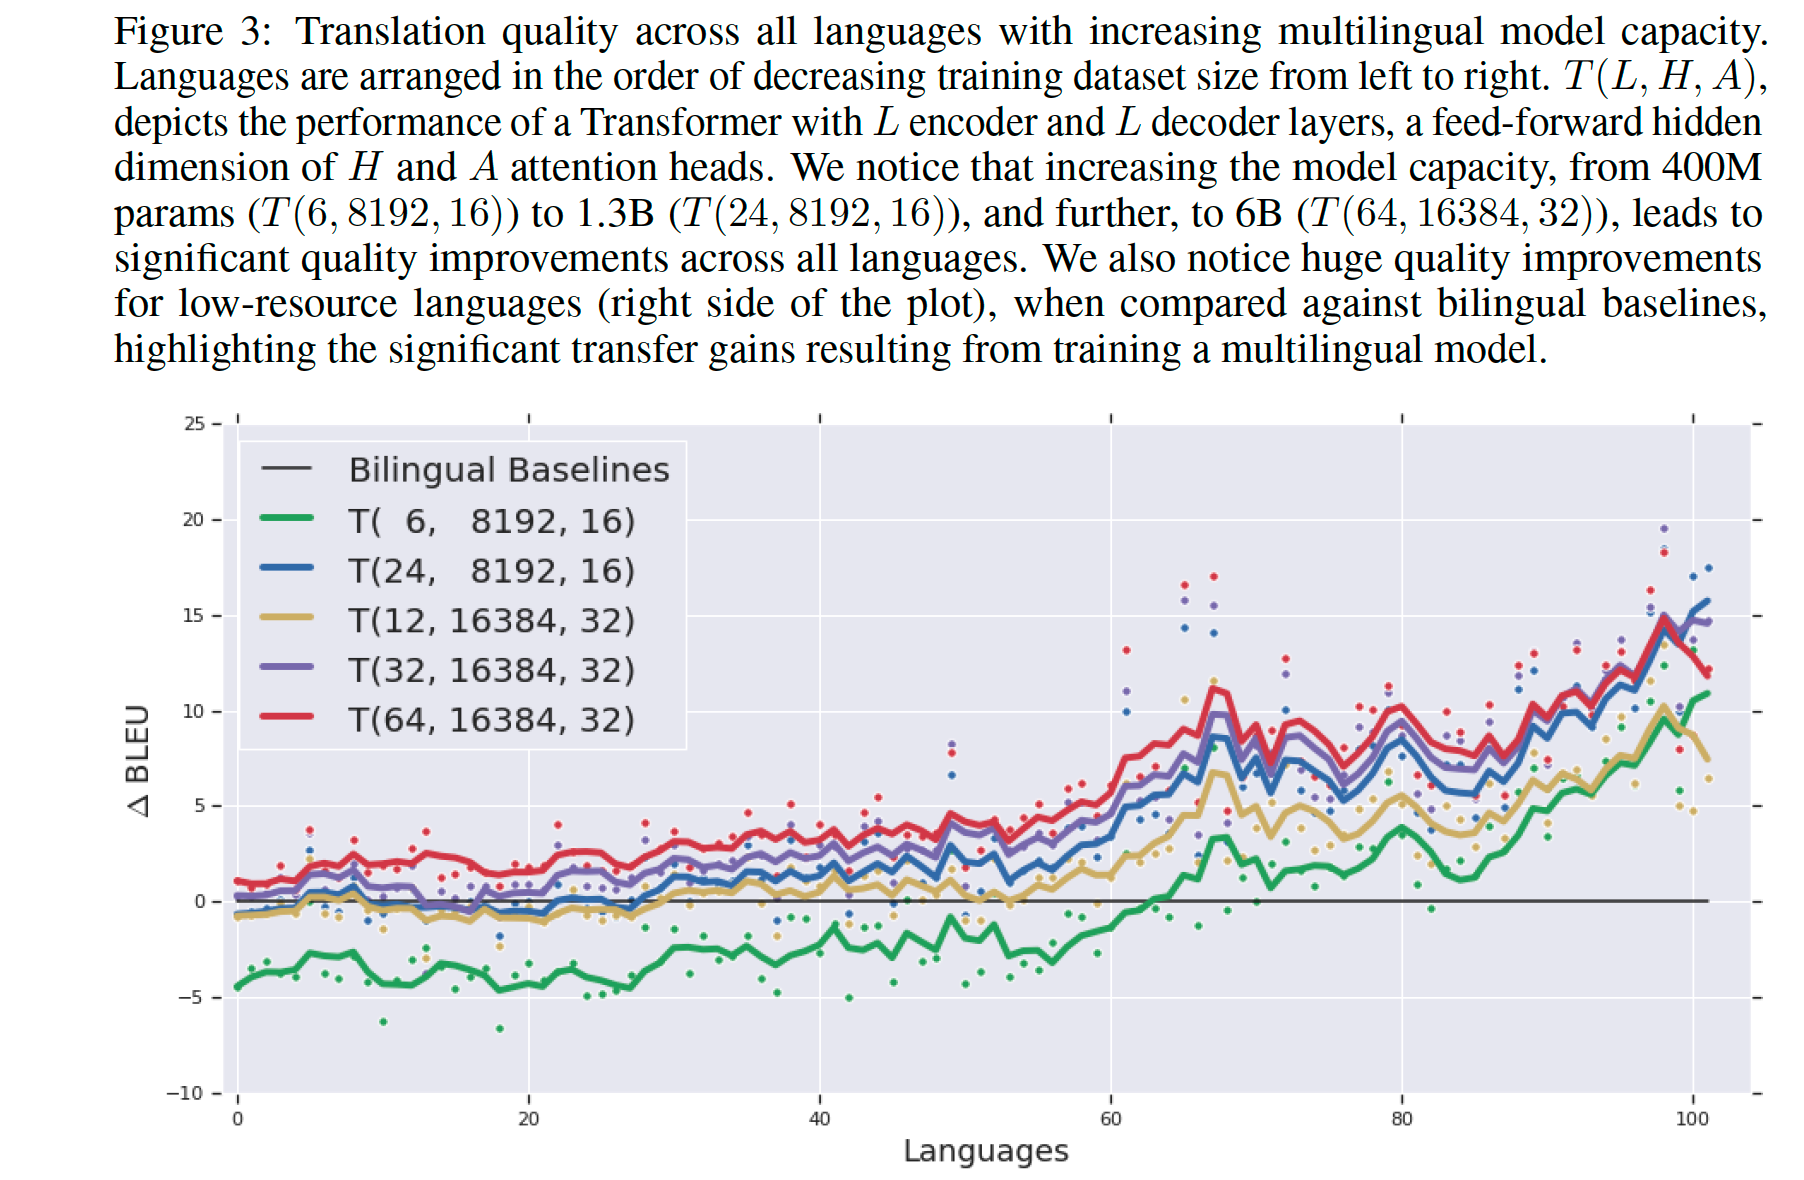 Figure 3: Translation quality across all languages with increasing multilingual model capacity.
Languages are arranged in the order of decreasing training dataset size from left to right. T(L, H, A),
depicts the performance of a Transformer with L encoder and L decoder layers, a feed-forward hidden
dimension of H and A attention heads. We notice that increasing the model capacity, from 400M
params (T(6, 8192, 16)) to 1.3B (T(24, 8192, 16)), and further, to 6B (T(64, 16384, 32)), leads to
significant quality improvements across all languages. We also notice huge quality improvements
for low-resource languages (right side of the plot), when compared against bilingual baselines,
highlighting the significant transfer gains resulting from training a multilingual model.
25
20
15
10
5
0
−5
−10
Δ BLEU
Bilingual Baselines
T( 6, 8192, 16)
T(24, 8192, 16)
T(12, 16384, 32)
T(32, 16384, 32)
T(64, 16384, 32)
0 20 40 60 80 100
Languages